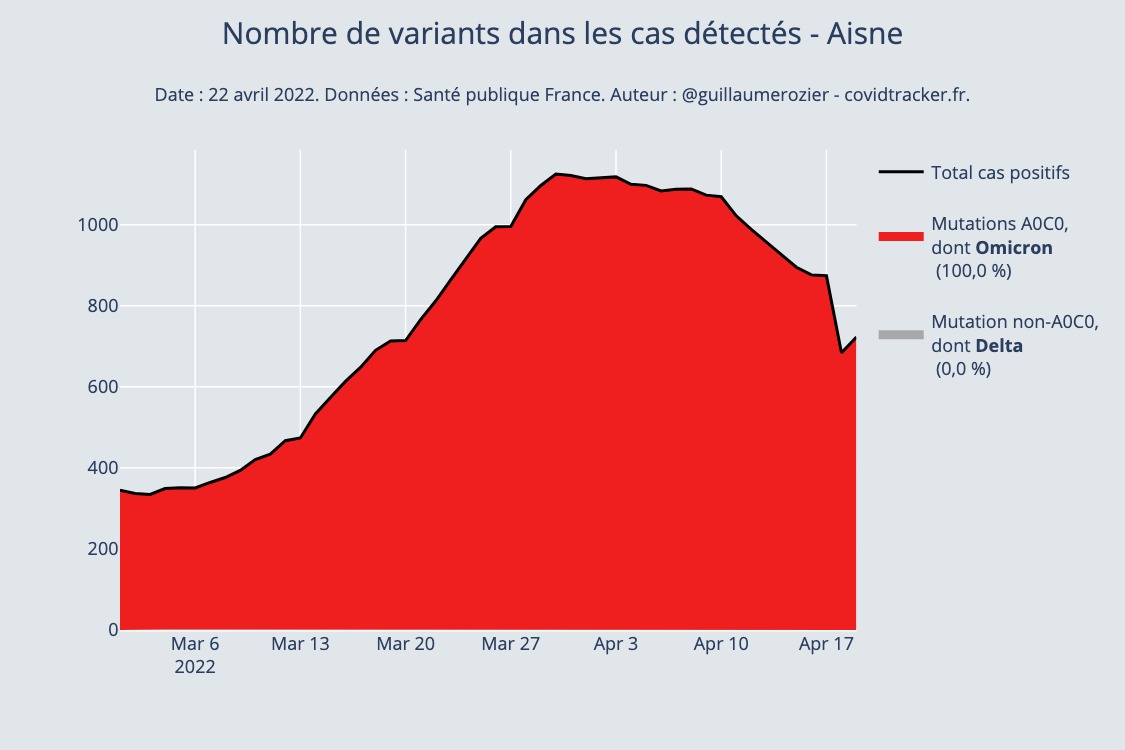 Nombre de variants dans les cas détectés - Aisne
Date : 22 avril 2022. Données : Santé publique France. Auteur : @guillaumerozier - covidtracker.fr.
Total cas positifs
Mutations A0C0,
dont Omicron
(100,0 %)
Mutation non-A0C0,
dont Delta
(0,0 %)
1000
800
600
400
200
0
Mar 6
2022
Mar 13
Mar 20
Mar 27
Apr 3
Apr 10
Apr 17